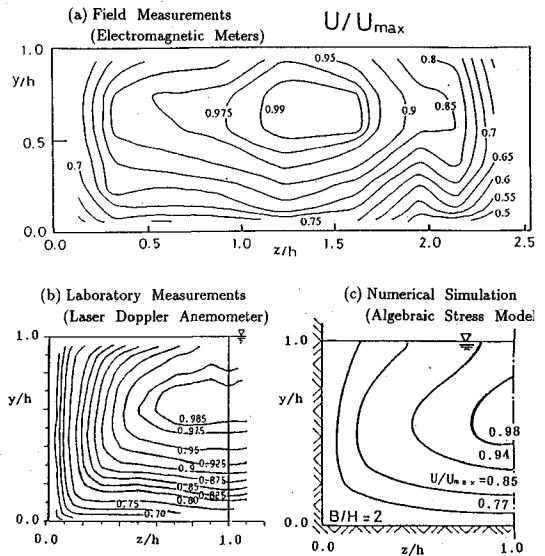 (a) Field Measurements
(Electromagnetic Meters)
U/Umax
1.0
y/h
0.5
0.0
0.95
0.8
0.975
0.99
0.9
0.85
0.7
0.7
0.65
0.6
0.55
0.5
0.75
0.0
0.5
1.0
1.5
2.0
2.5
z/h
(b) Laboratory Measurements
(Laser Doppler Anemometer)
1.0
y/h
0.0
0.985
0.975
0.95
0.925
0.9
0.875
0.85
0.825
0.80
0.75
0.70
0.0
z/h
1.0
(c) Numerical Simulation
(Algebraic Stress Model
1.0
y/h
0.0
0.98
0.94
U/Umax =0.85
0.77
B/H=2
0.0
z/h
1.0